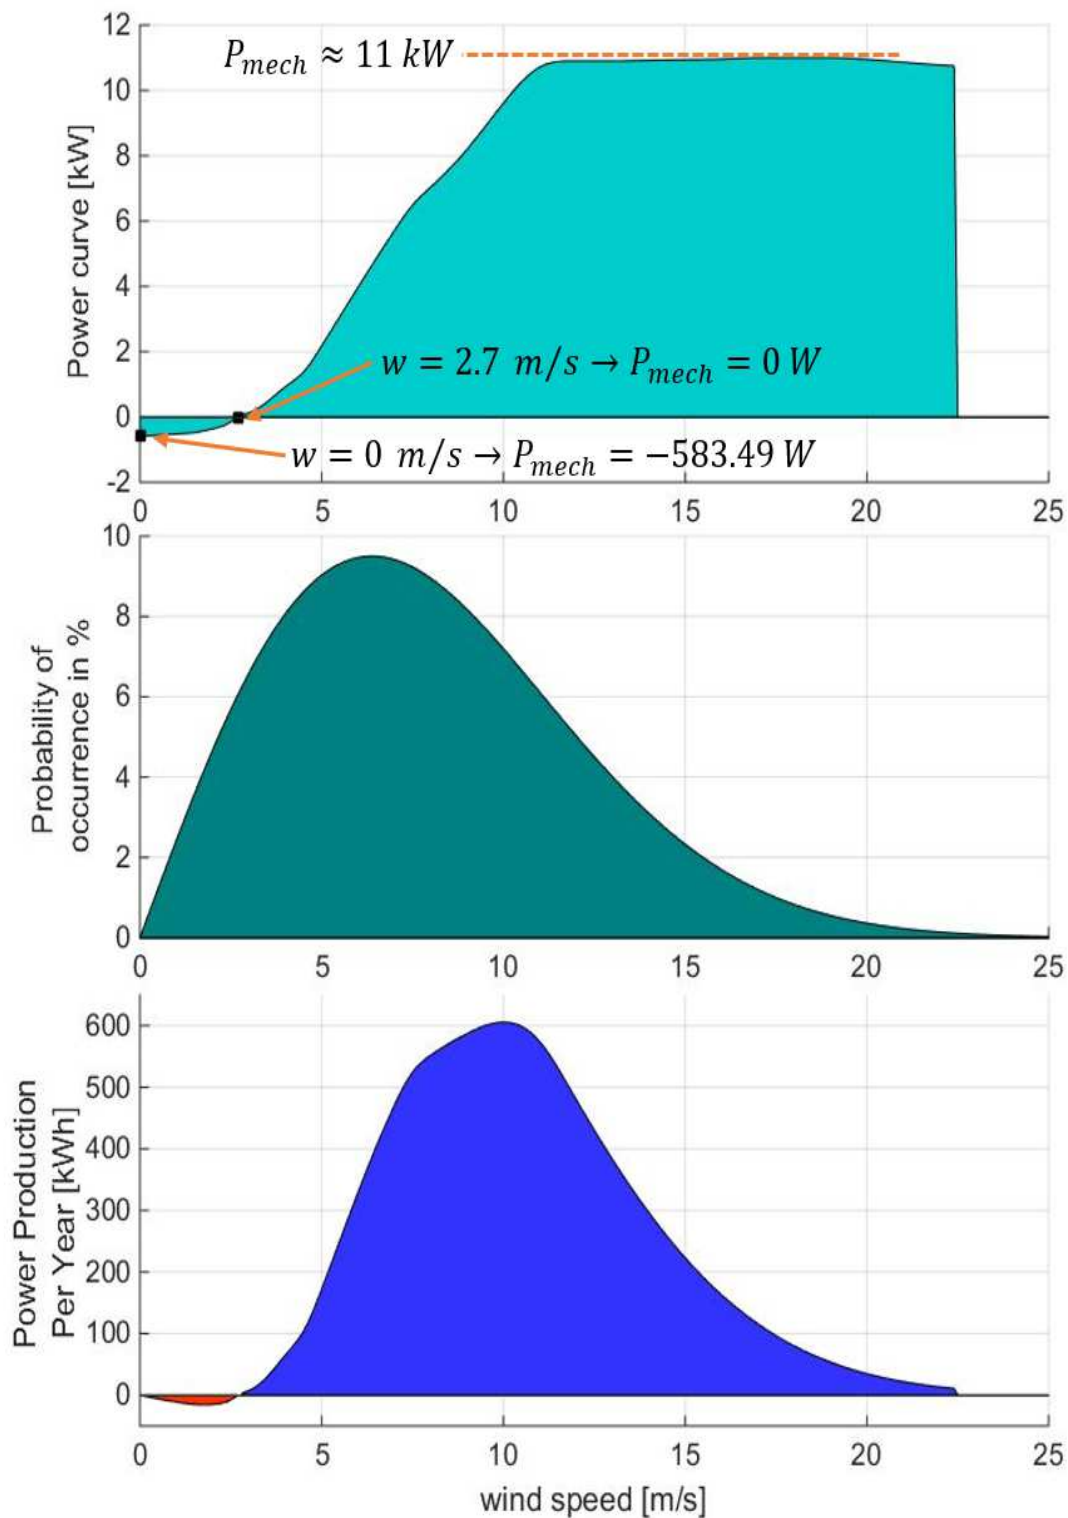 12
P_mech ≈ 11 kW
10
8
6
4
2
0
-2
Power curve [kW]
w = 2.7 m/s → P_mech = 0 W
w = 0 m/s → P_mech = −583.49 W
0 5 10 15 20 25
10
8
6
4
2
0
Probability of
occurrence in %
0 5 10 15 20 25
600
500
400
300
200
100
0
Power Production
Per Year [kWh]
0 5 10 15 20 25
wind speed [m/s]